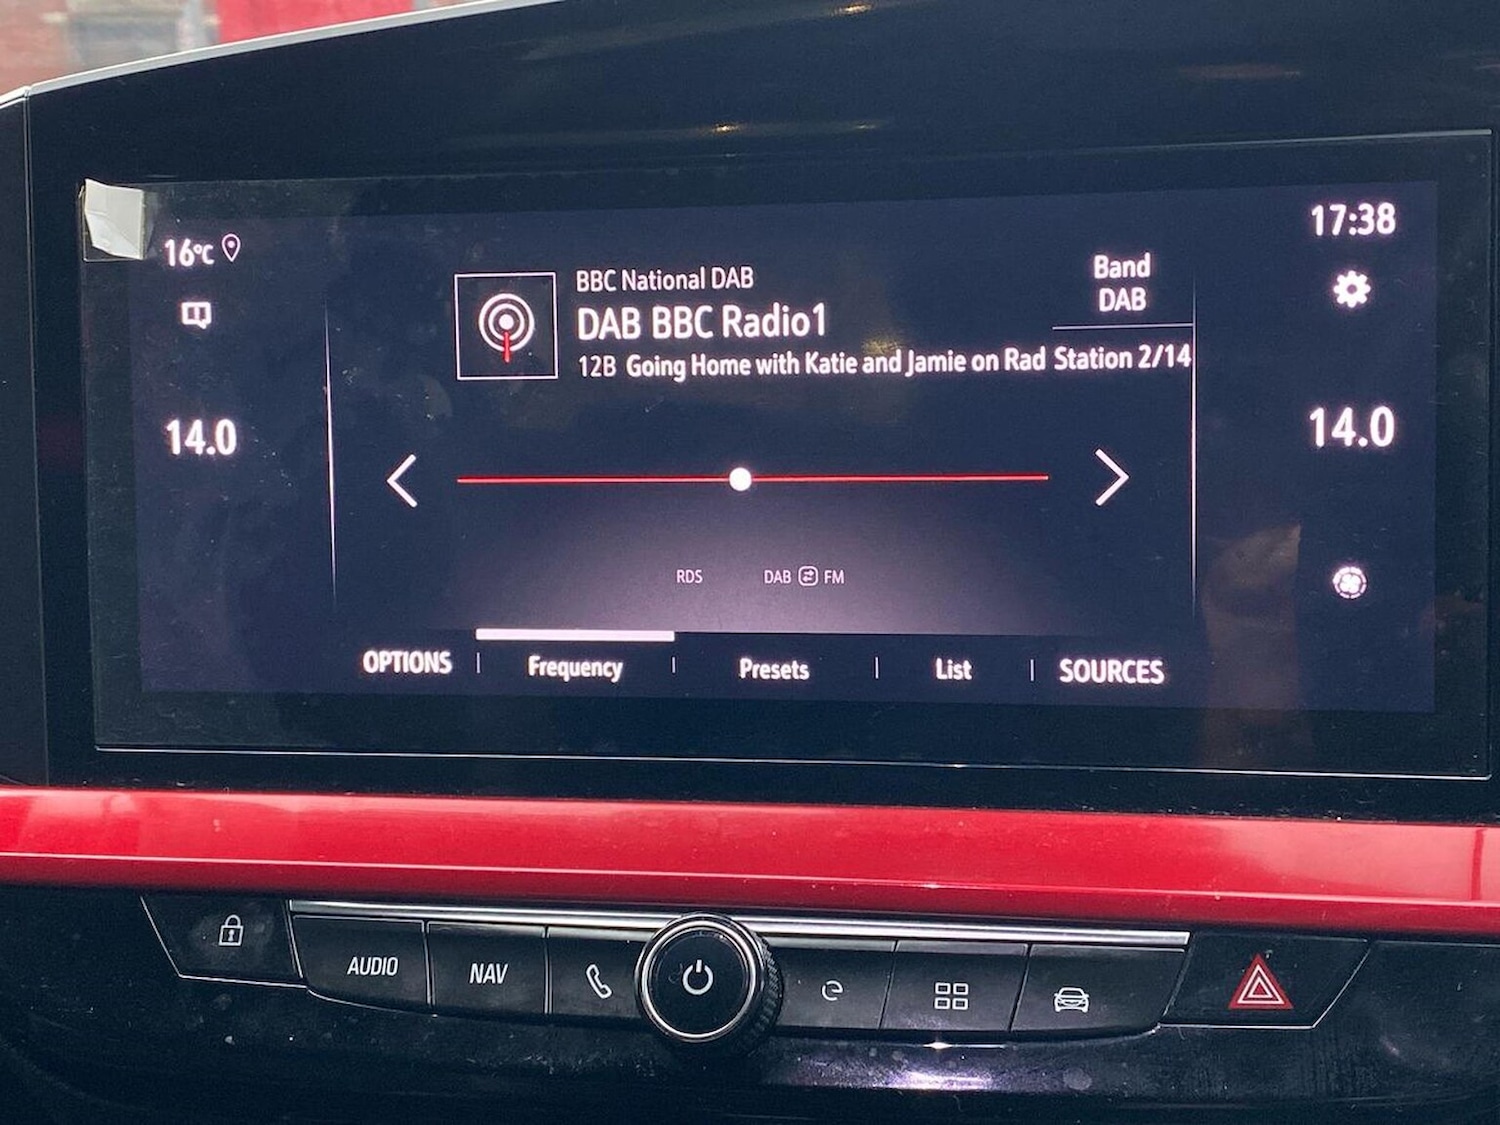 16°C
17:38
BBC National DAB
DAB BBC Radio1
12B Going Home with Katie and Jamie on Rad
Band
DAB
Station 2/14
14.0
14.0
RDS
DAB FM
OPTIONS
Frequency
Presets
List
SOURCES
AUDIO
NAV